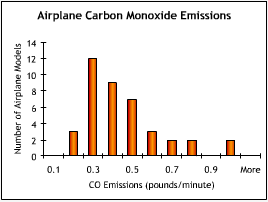 Airplane Carbon Monoxide Emissions
Number of Airplane Models
14
12
10
8
6
4
2
0
0.1 0.3 0.5 0.7 0.9 More
CO Emissions (pounds/minute)